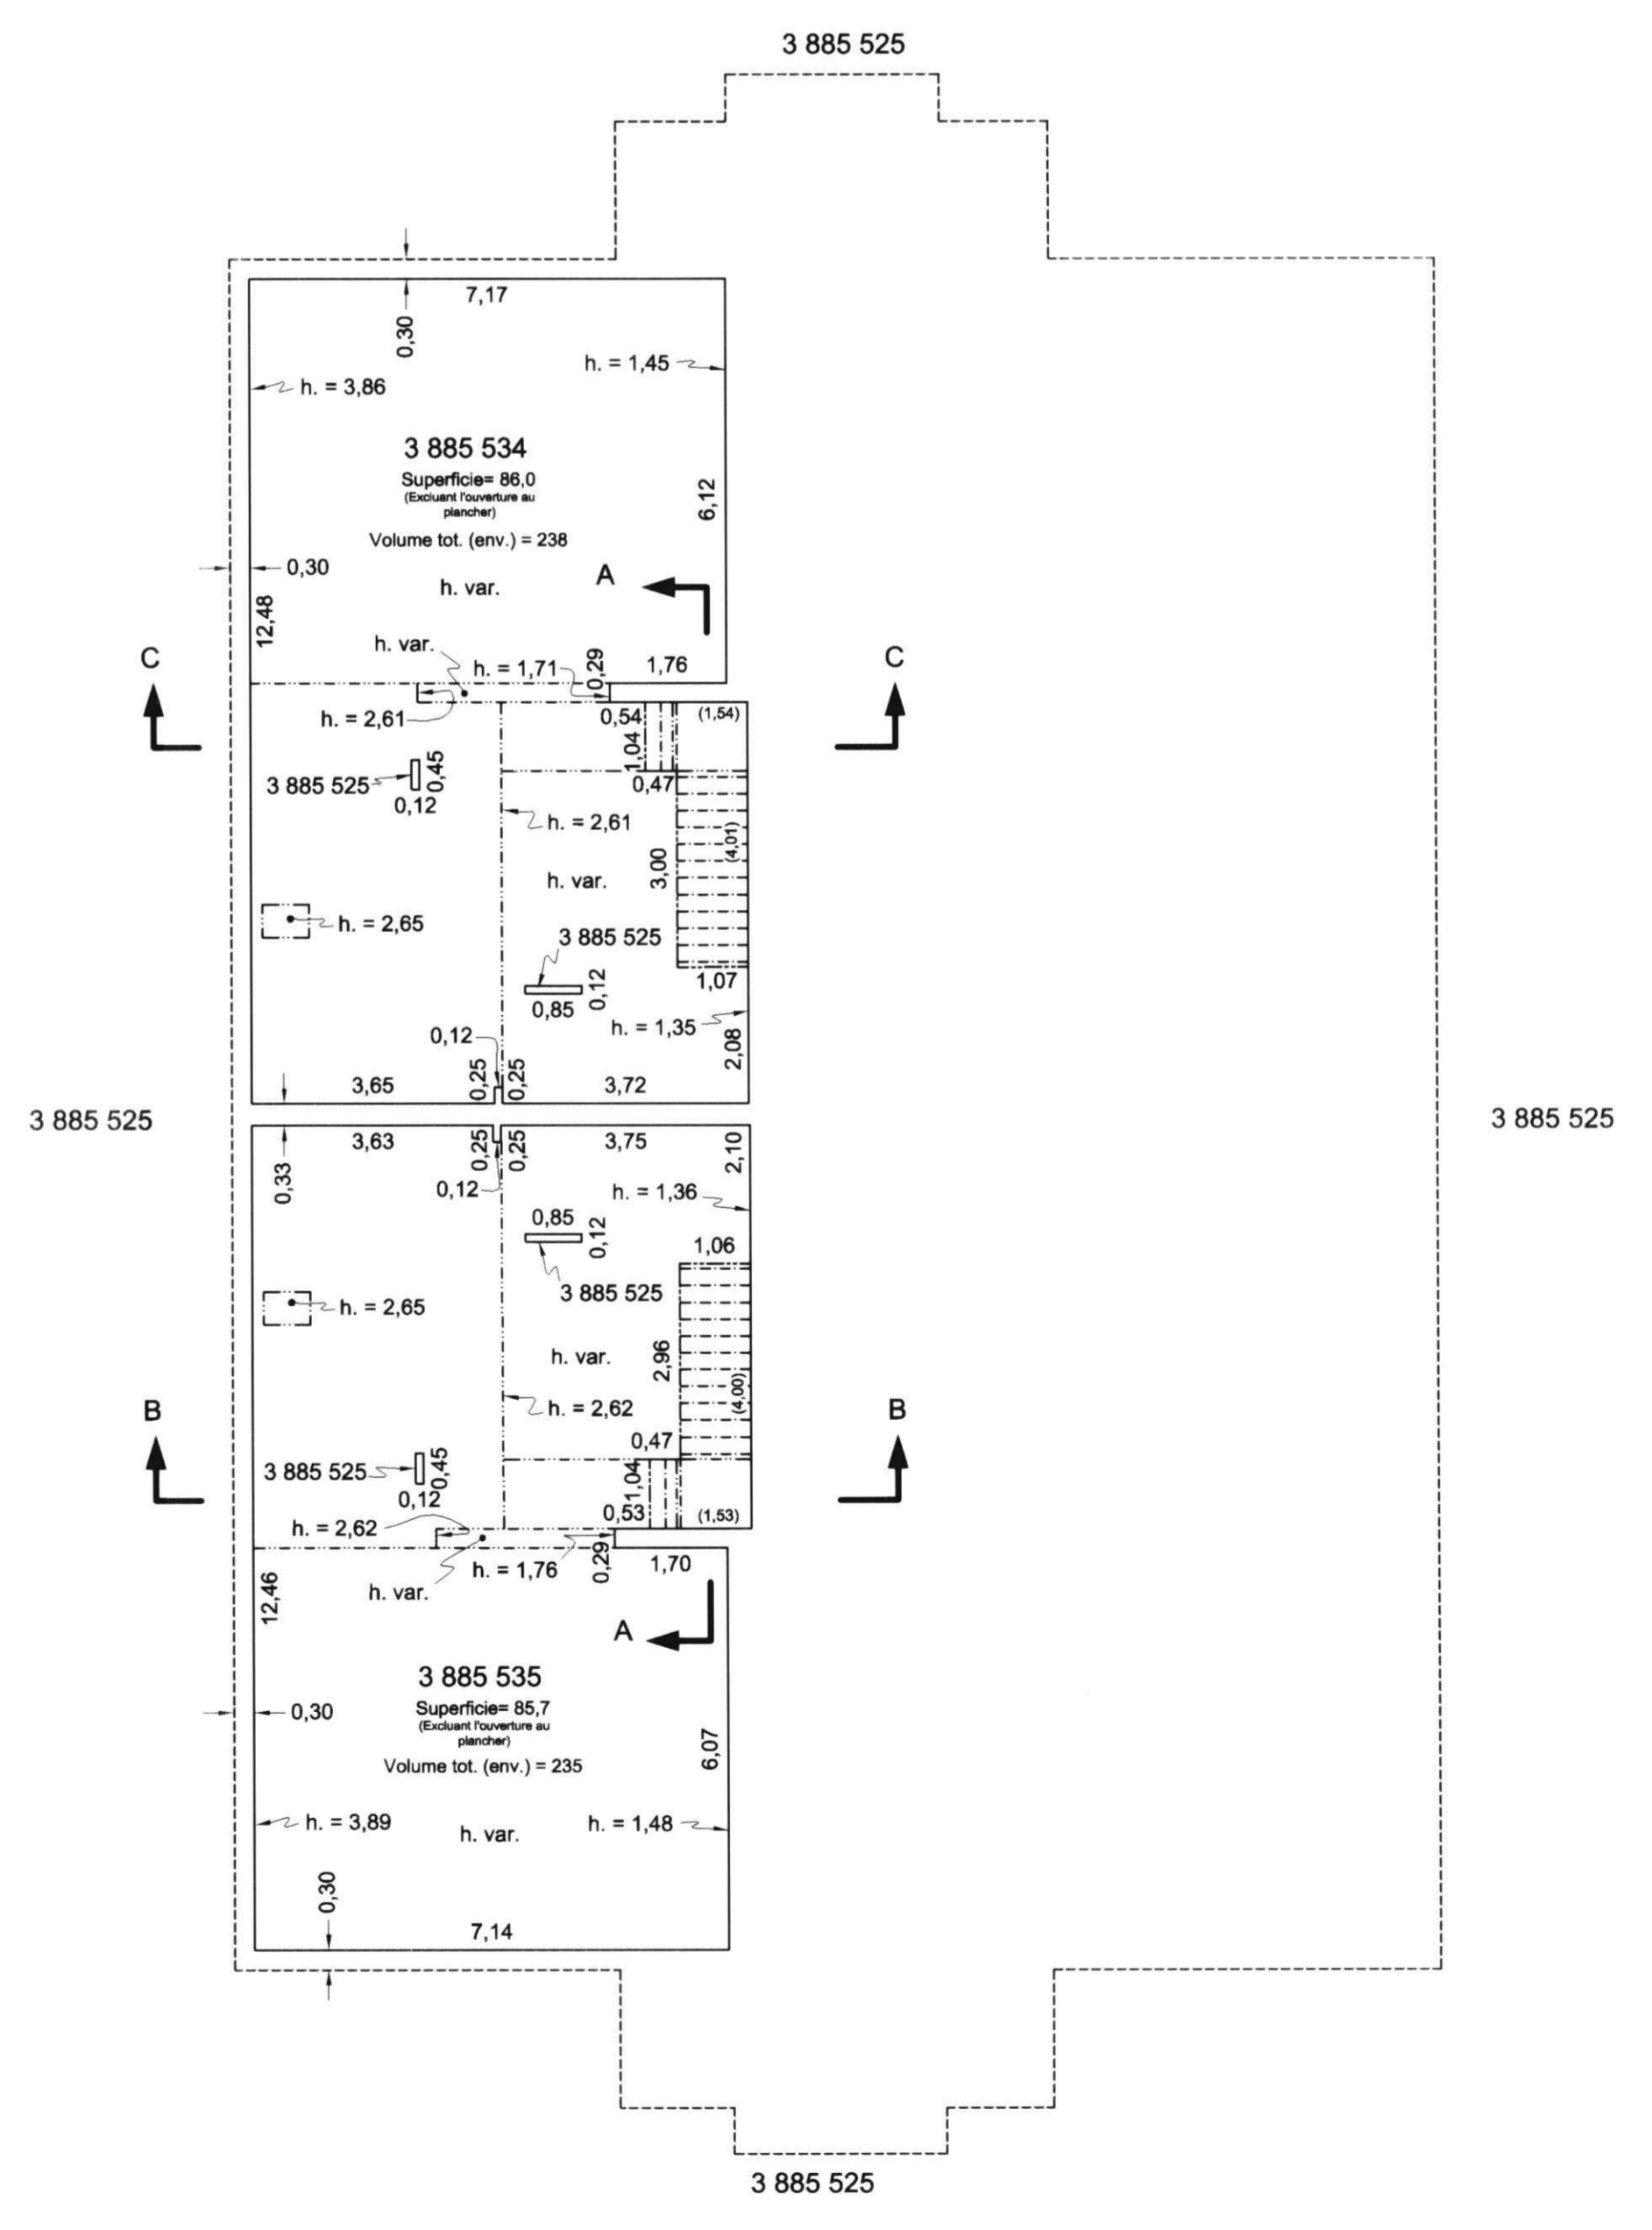 3 885 525
7,17
0,30
h. = 1,45
h. = 3,86
3 885 534
Superficie= 86,0
(Excluant l'ouverture au
plancher)
6,12
Volume tot. (env.) = 238
0,30
A
h. var.
12,48
h. var.
C
C
h. = 1,71
0,29
1,76
h. = 2,61
0,54
(1,54)
1,04
3 885 525
0,45
0,12
0,47
h. = 2,61
(4,01)
3,00
h. var.
h. = 2,65
3 885 525
1,07
0,85
0,12
h. = 1,35
0,12
2,08
3,65
0,25
0,25
3,72
3 885 525
3 885 525
3,63
0,25
0,25
3,75
2,10
0,33
0,12
h. = 1,36
0,85
0,12
1,06
3 885 525
h. = 2,65
h. var.
2,96
(4,00)
h. = 2,62
B
B
0,47
3 885 525
0,45
0,12
1,04
0,53
(1,53)
h. = 2,62
h. = 1,76
0,29
1,70
h. var.
12,46
A
3 885 535
Superficie= 85,7
(Excluant l'ouverture au
plancher)
0,30
6,07
Volume tot. (env.) = 235
h. = 3,89
h. var.
h. = 1,48
0,30
7,14
3 885 525